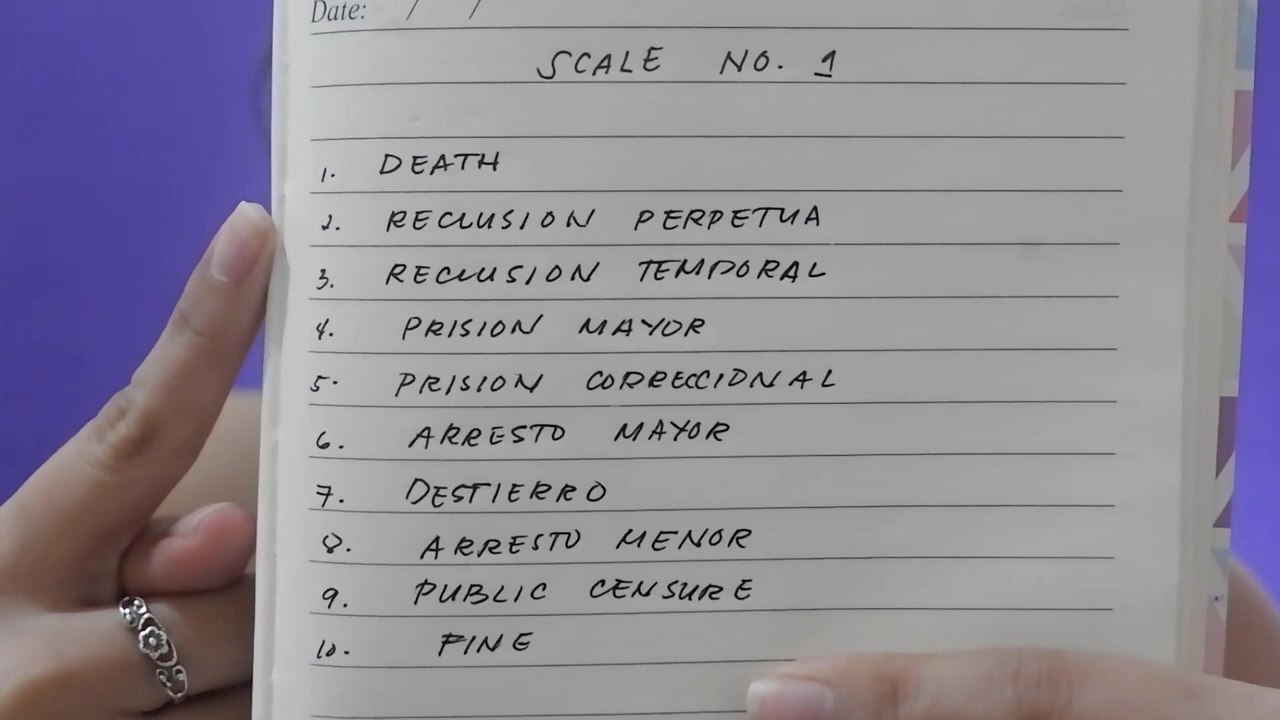 Date: / /
SCALE NO. 1
1. DEATH
2. RECLUSION PERPETUA
3. RECLUSION TEMPORAL
4. PRISION MAYOR
5. PRISION CORRECCIONAL
6. ARRESTO MAYOR
7. DESTIERRO
8. ARRESTO MENOR
9. PUBLIC CENSURE
10. FINE